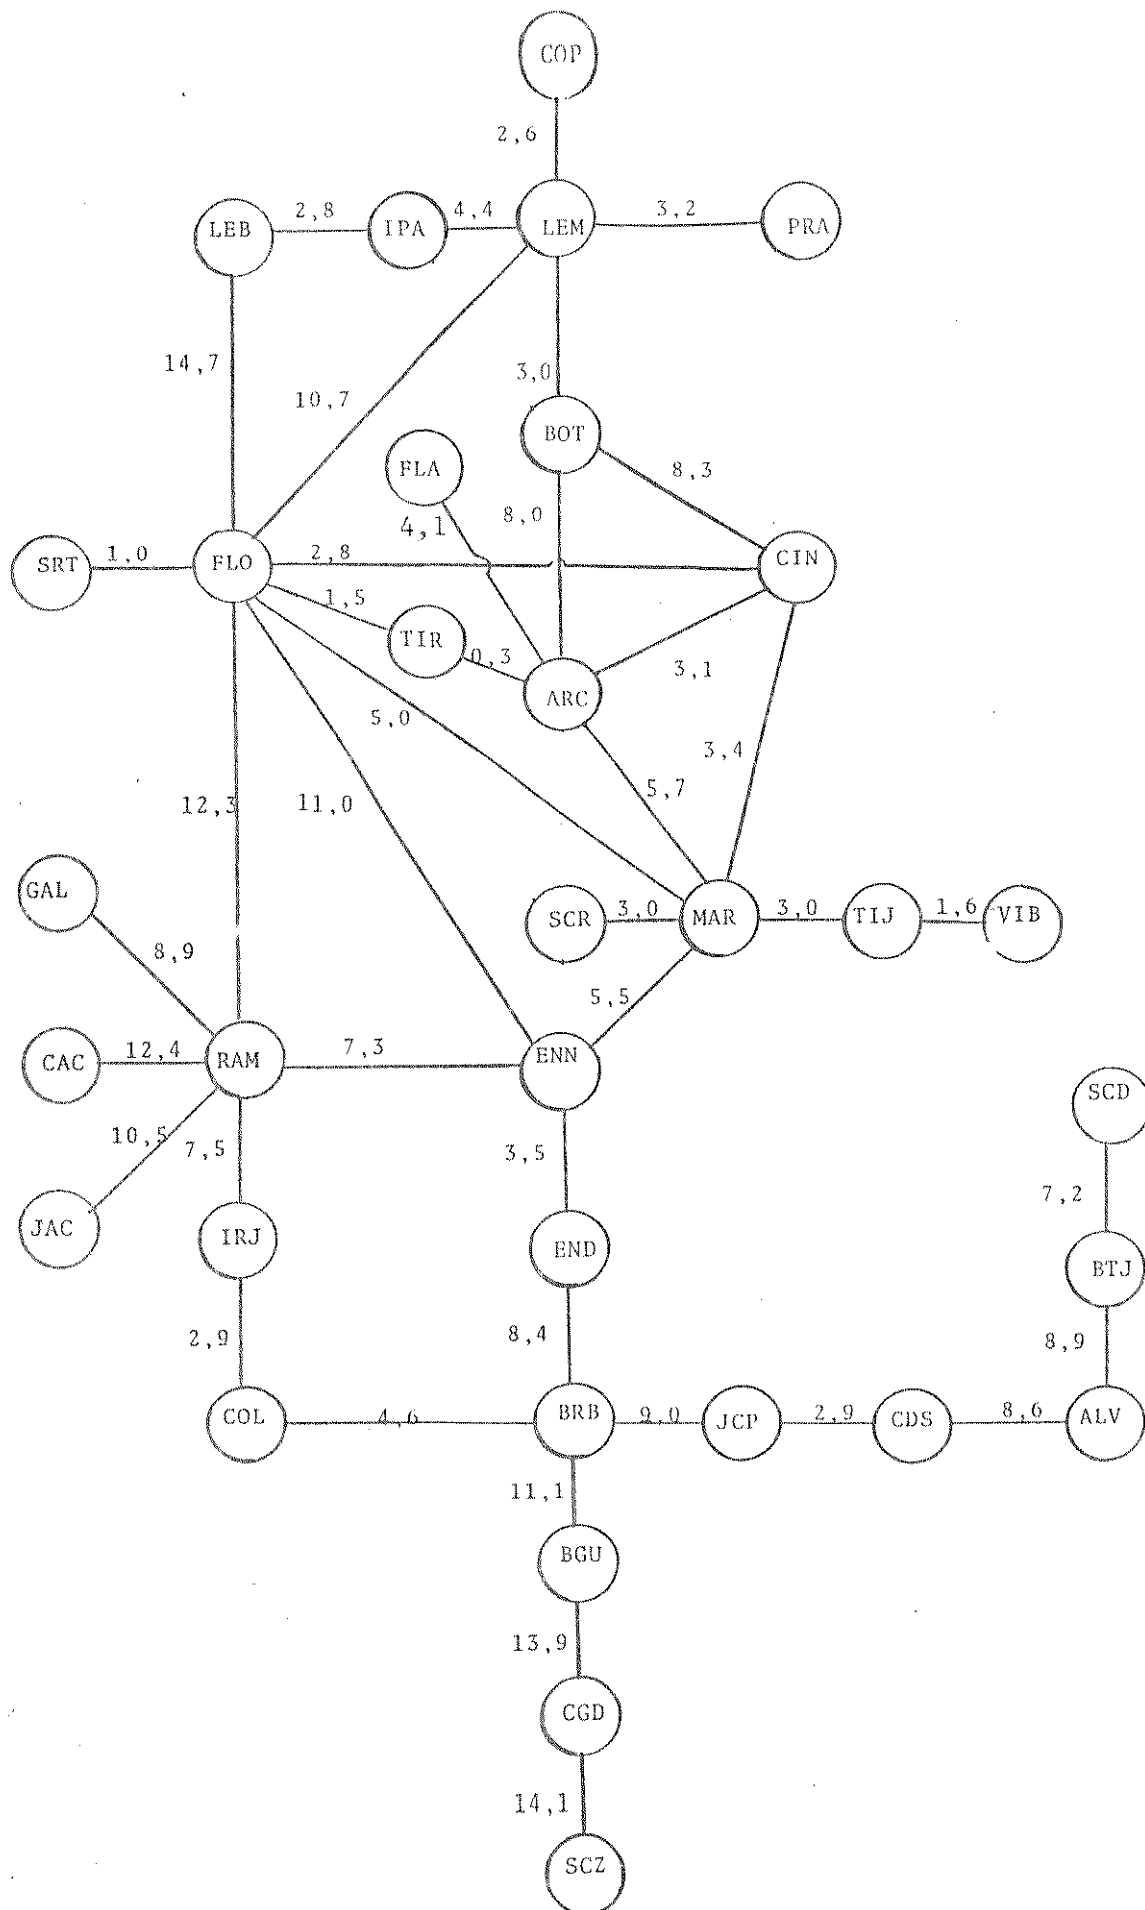 COP
2,6
LEB 2,8 IPA 4,4 LEM 3,2 PRA
14,7
10,7
3,0
BOT
FLA
8,3
8,0
4,1
SRT 1,0 FLO 2,8 CIN
1,5
TIR 0,3
ARC
3,1
5,0
3,4
5,7
12,3 11,0
GAL
SCR 3,0 MAR 3,0 TIJ 1,6 VIB
8,9
5,5
CAC 12,4 RAM 7,3 ENN
SCD
10,5 7,5
3,5
7,2
JAC IRJ END
BTJ
2,9 8,4 8,9
COL 4,6 BRB 9,0 JCP 2,9 CDS 8,6 ALV
11,1
BGU
13,9
CGD
14,1
SCZ